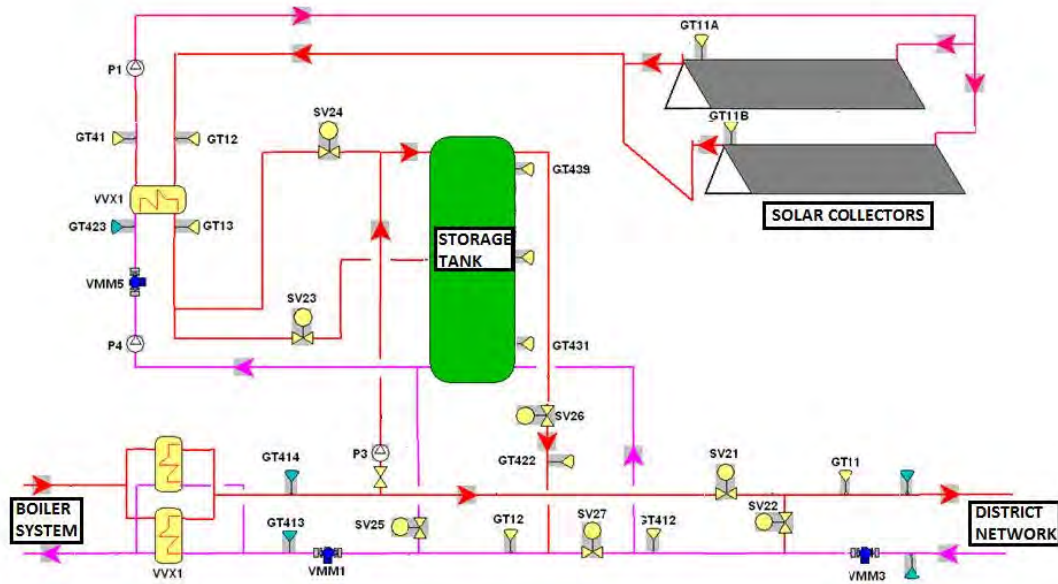 GT11A
P1
SV24
GT11B
GT41
GT12
GT439
VVX1
SOLAR COLLECTORS
GT423
GT13
STORAGE
TANK
VMM5
SV23
P4
GT431
SV26
P3
GT414
GT422
SV21
GT11
BOILER
SYSTEM
DISTRICT
NETWORK
GT413
SV25
GT12
SV27
GT412
SV22
VVX1
VMM1
VMM3